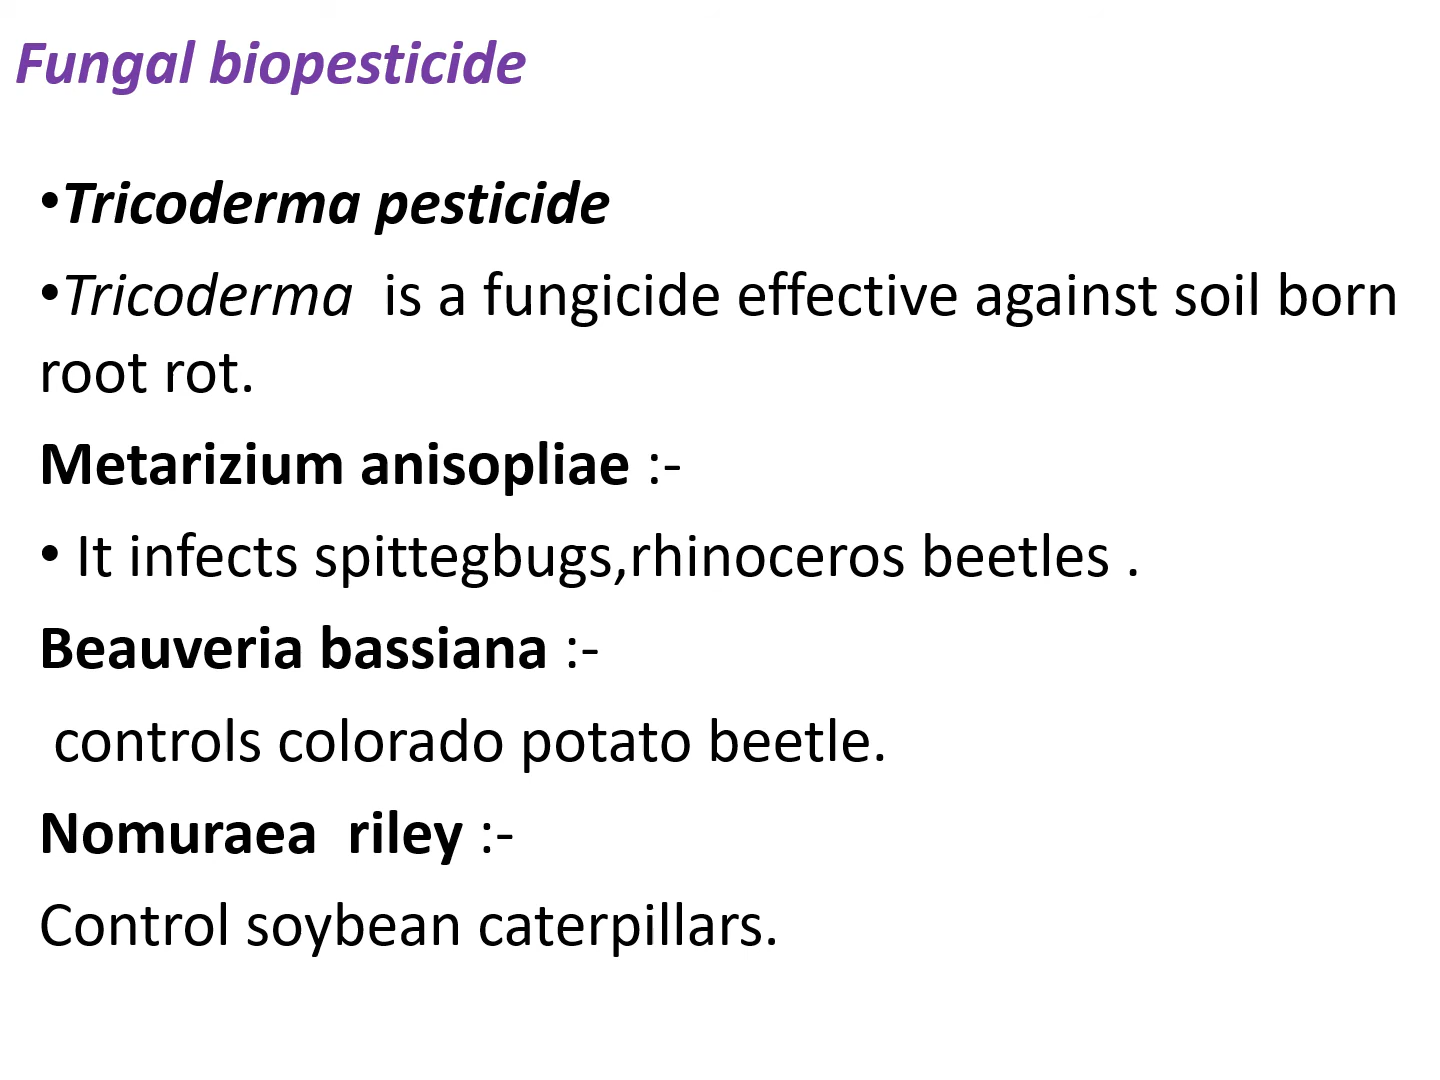 Fungal biopesticide
•Tricoderma pesticide
•Tricoderma  is a fungicide effective against soil born
root rot.
Metarizium anisopliae :-
• It infects spittegbugs,rhinoceros beetles .
Beauveria bassiana :-
controls colorado potato beetle.
Nomuraea  riley :-
Control soybean caterpillars.